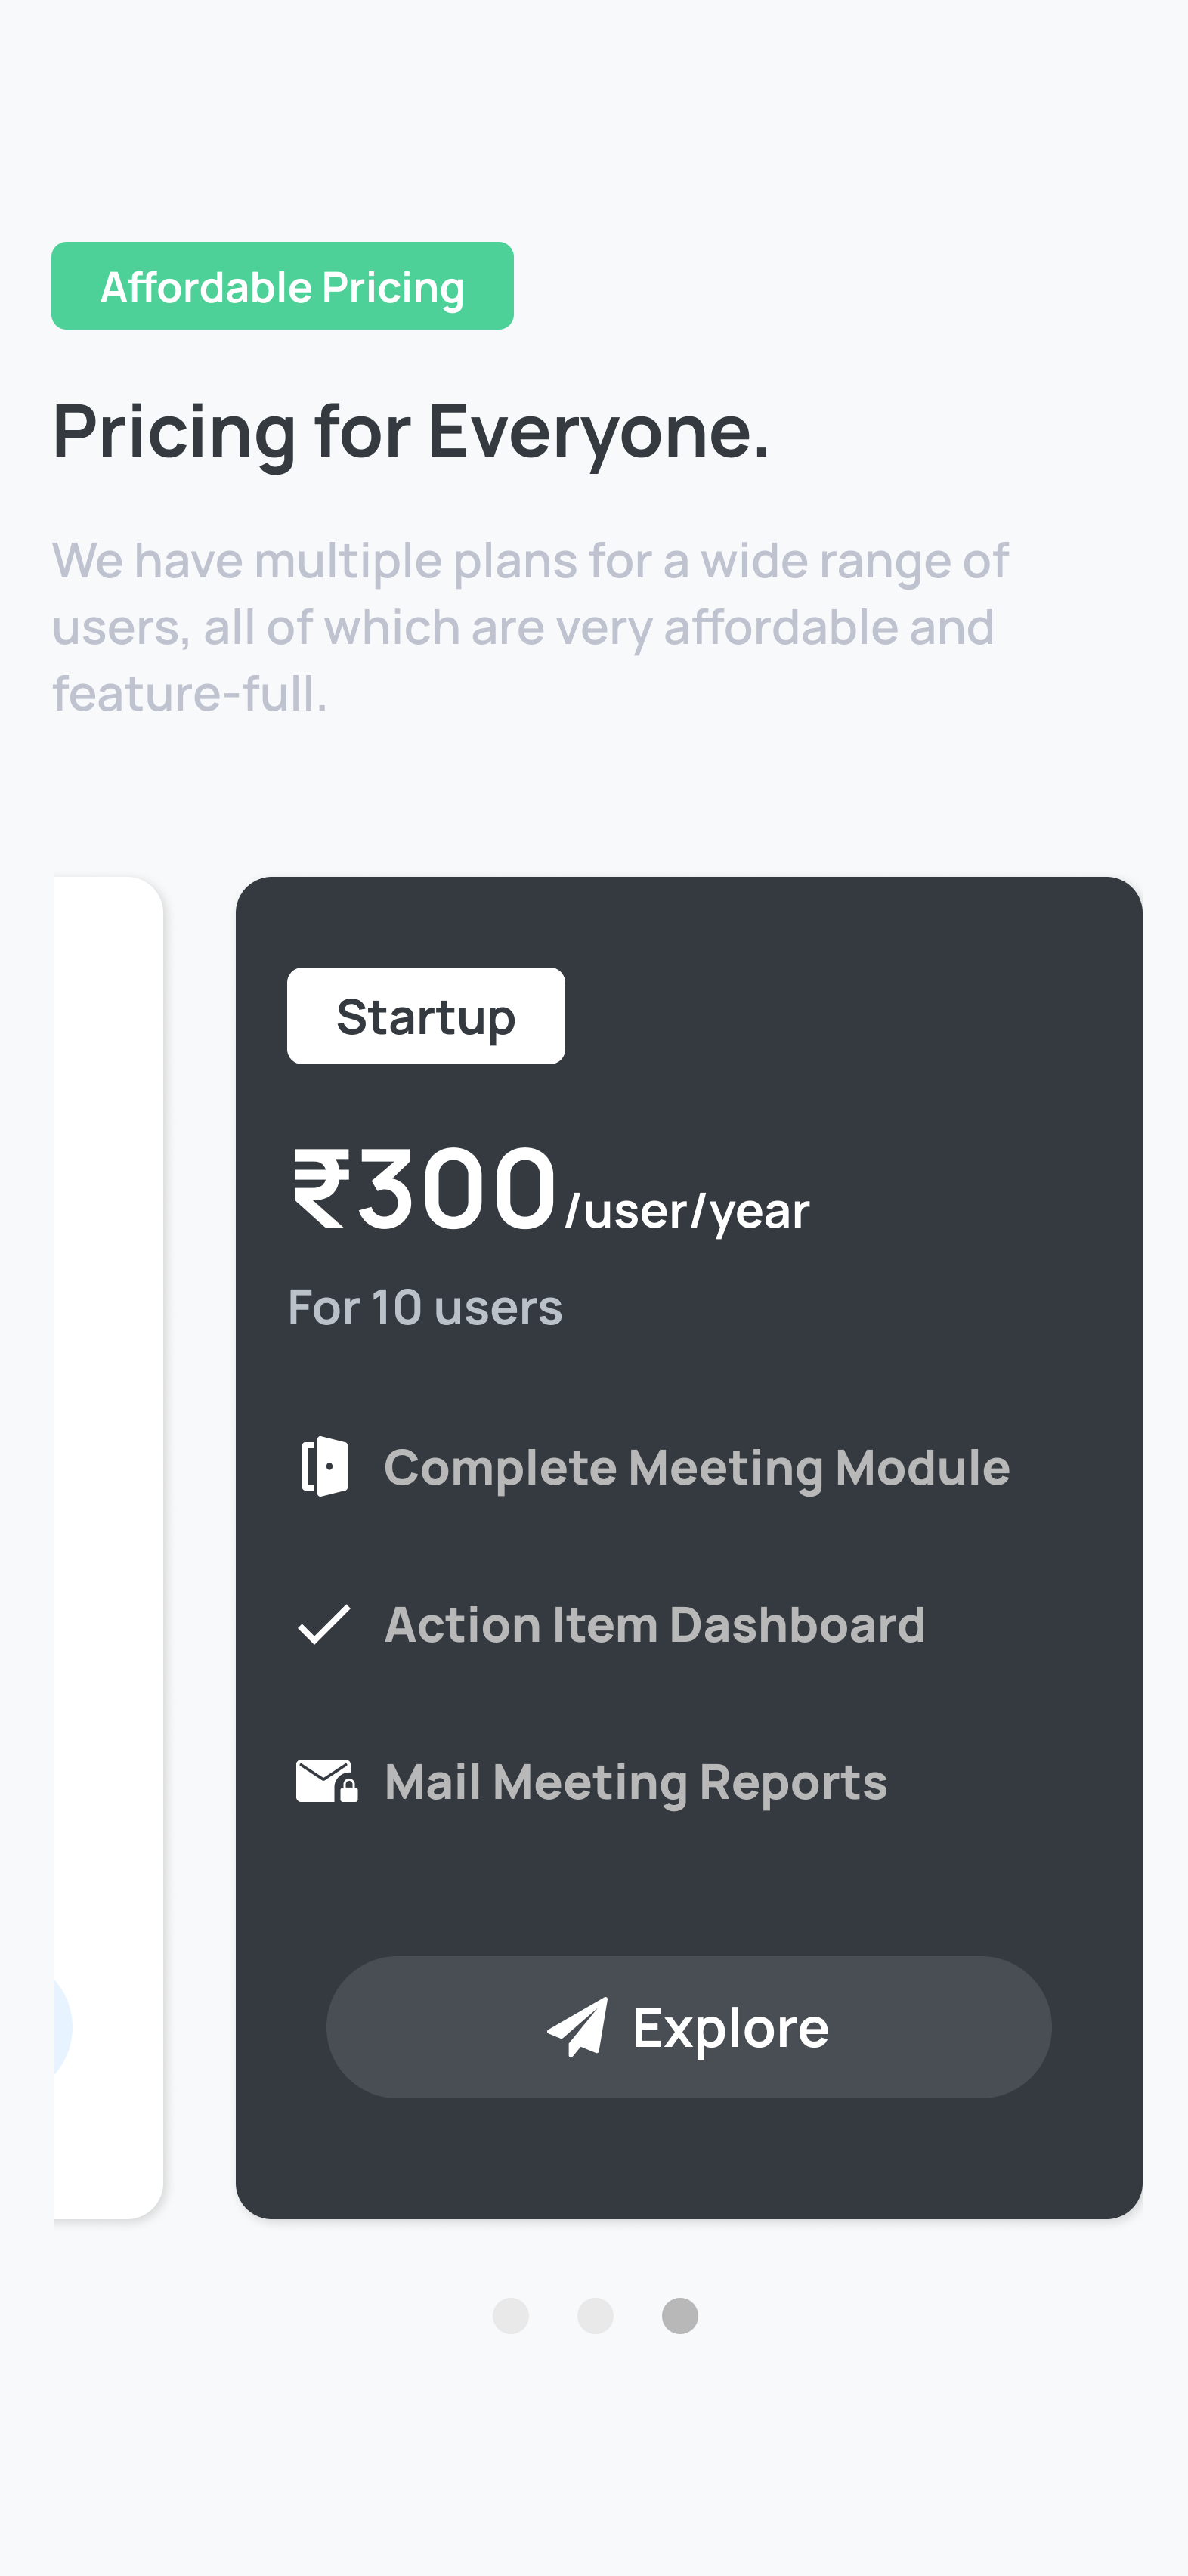 Affordable Pricing
Pricing for Everyone.
We have multiple plans for a wide range of
users, all of which are very affordable and
feature-full.
Startup
₹300/user/year
For 10 users
Complete Meeting Module
Action Item Dashboard
Mail Meeting Reports
Explore